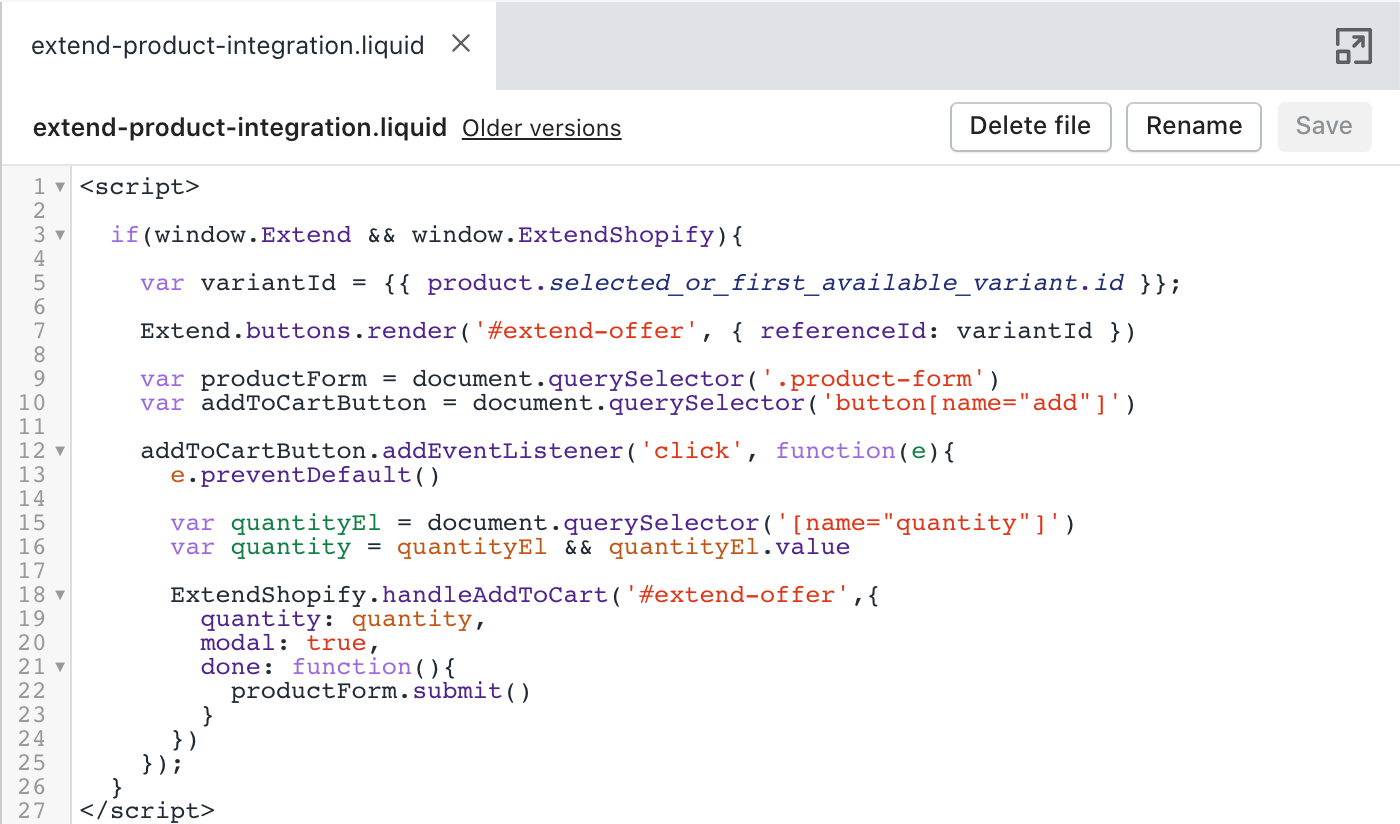 extend-product-integration.liquid ×
extend-product-integration.liquid Older versions Delete file Rename Save
1 <script>
2
3   if(window.Extend && window.ExtendShopify){
4
5     var variantId = {{ product.selected_or_first_available_variant.id }};
6
7     Extend.buttons.render('#extend-offer', { referenceId: variantId })
8
9     var productForm = document.querySelector('.product-form')
10     var addToCartButton = document.querySelector('button[name="add"]')
11
12     addToCartButton.addEventListener('click', function(e){
13       e.preventDefault()
14
15       var quantityEl = document.querySelector('[name="quantity"]')
16       var quantity = quantityEl && quantityEl.value
17
18       ExtendShopify.handleAddToCart('#extend-offer',{
19         quantity: quantity,
20         modal: true,
21         done: function(){
22           productForm.submit()
23         }
24       })
25     });
26   }
27 </script>